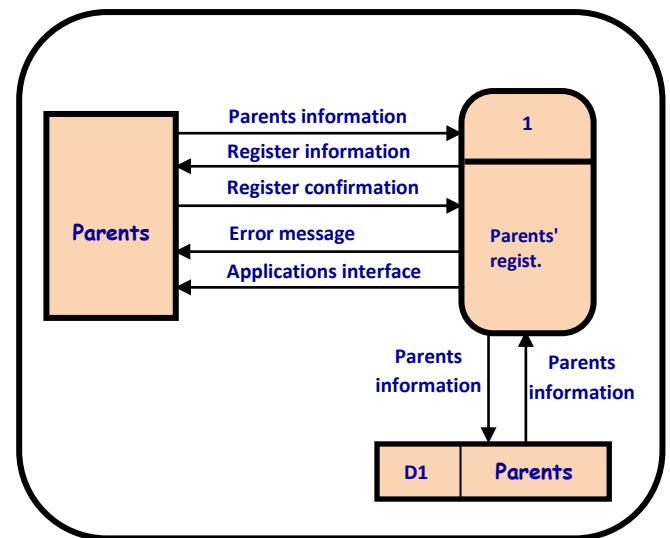 Parents information
1
Register information
Register confirmation
Parents
Error message
Parents'
regist.
Applications interface
Parents
information
Parents
information
D1
Parents